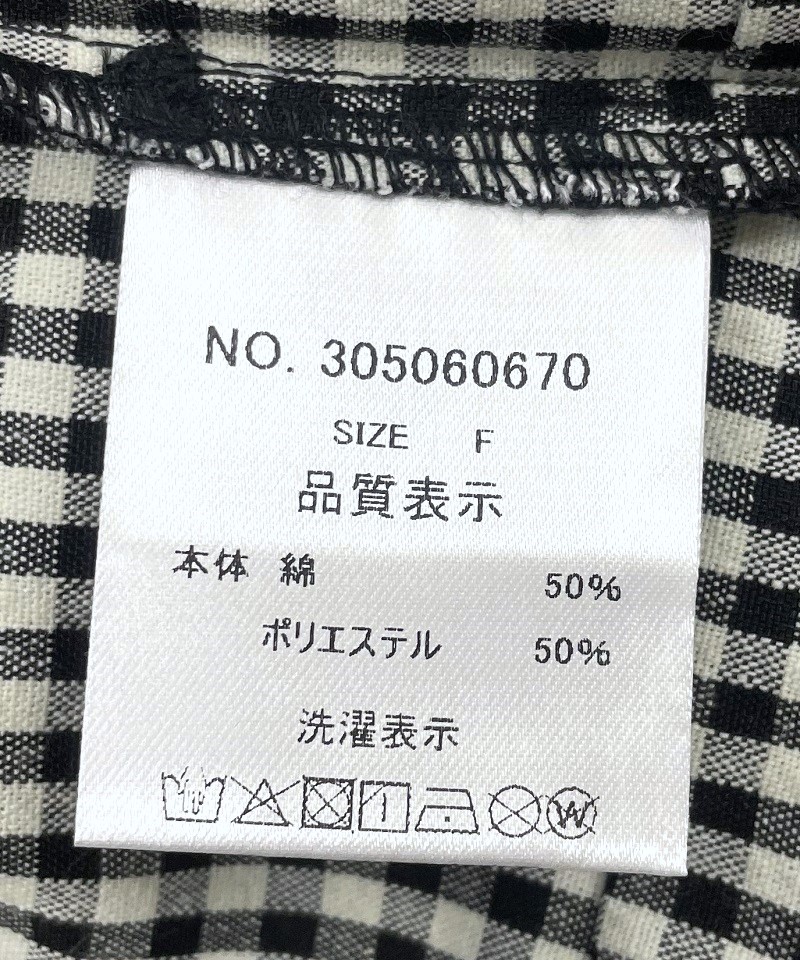 NO. 305060670
SIZE F
品質表示
本体 綿 50%
ポリエステル 50%
洗濯表示